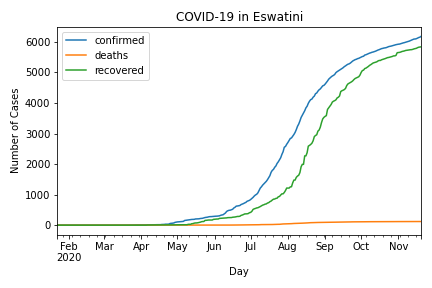 COVID-19 in Eswatini
confirmed
deaths
recovered
Number of Cases
6000
5000
4000
3000
2000
1000
0
Feb Mar Apr May Jun Jul Aug Sep Oct Nov
2020
Day